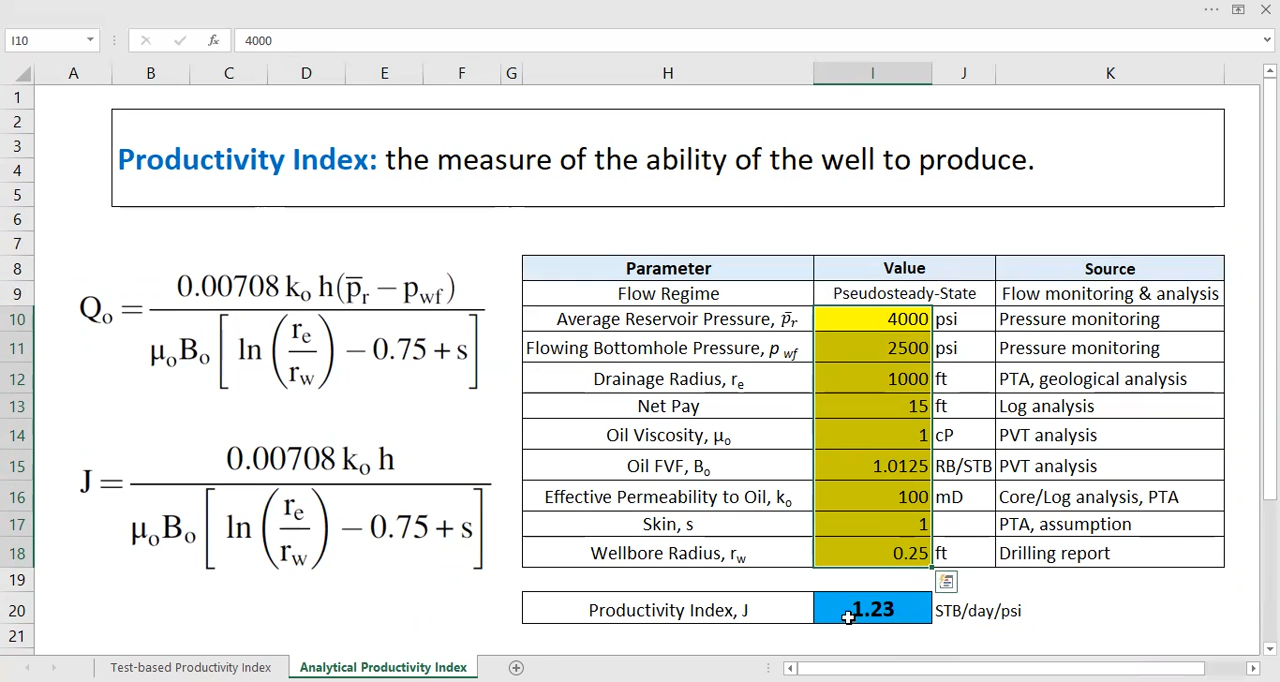 I10
fx
4000
A B C D E F G H I J K
1
2
3
4
5
6
7
8
9
10
11
12
13
14
15
16
17
18
19
20
21
Productivity Index: the measure of the ability of the well to produce.
Qo = 0.00708 ko h(p̅r − pwf) / μoBo [ ln (re / rw) − 0.75 + s ]
J = 0.00708 ko h / μoBo [ ln (re / rw) − 0.75 + s ]
Parameter Value Source
Flow Regime Pseudosteady-State Flow monitoring & analysis
Average Reservoir Pressure, p̅r 4000 psi Pressure monitoring
Flowing Bottomhole Pressure, p wf 2500 psi Pressure monitoring
Drainage Radius, re 1000 ft PTA, geological analysis
Net Pay 15 ft Log analysis
Oil Viscosity, μo 1 cP PVT analysis
Oil FVF, Bo 1.0125 RB/STB PVT analysis
Effective Permeability to Oil, ko 100 mD Core/Log analysis, PTA
Skin, s 1 PTA, assumption
Wellbore Radius, rw 0.25 ft Drilling report
Productivity Index, J 1.23 STB/day/psi
Test-based Productivity Index Analytical Productivity Index